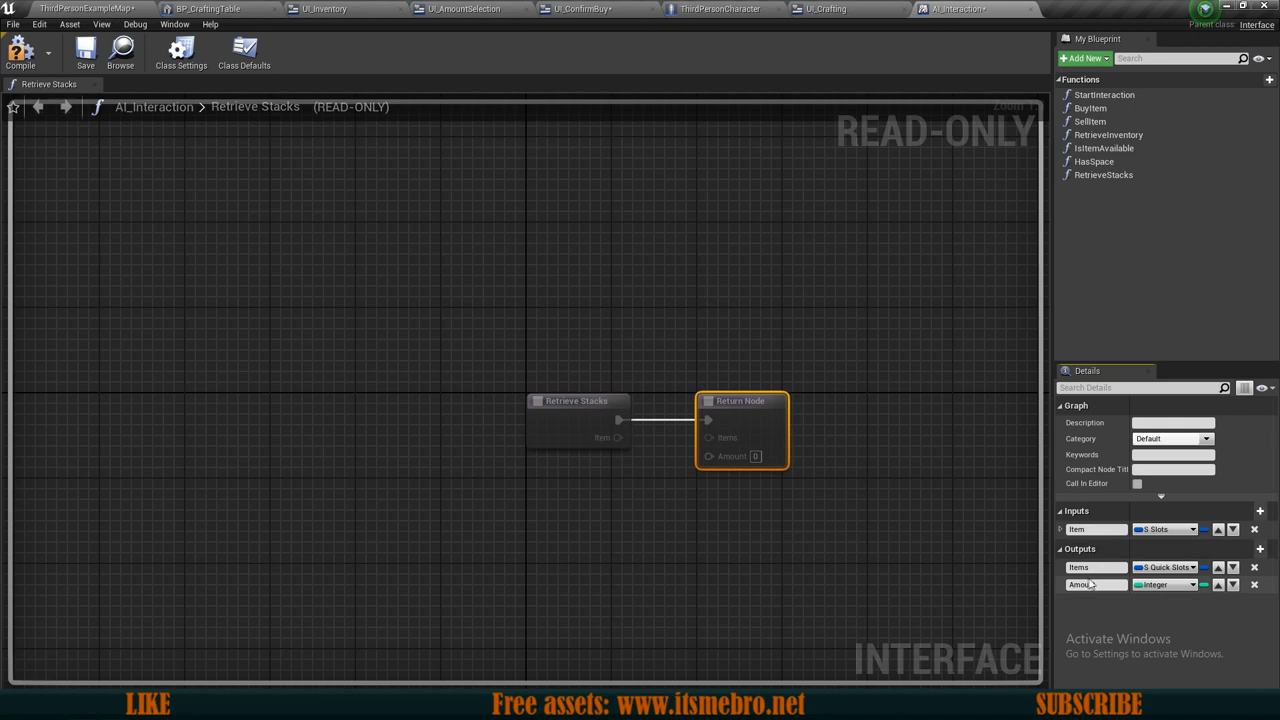 ThirdPersonExampleMap*
BP_CraftingTable
UI_Inventory
UI_AmountSelection
UI_ConfirmBuy*
ThirdPersonCharacter
UI_Crafting
AI_Interaction*
File
Edit
Asset
View
Debug
Window
Help
Parent class: Interface
Compile
Save
Browse
Class Settings
Class Defaults
My Blueprint
+Add New
Search
Functions
StartInteraction
BuyItem
SellItem
RetrieveInventory
IsItemAvailable
HasSpace
RetrieveStacks
Retrieve Stacks
AI_Interaction > Retrieve Stacks (READ-ONLY)
READ-ONLY
Retrieve Stacks
Item
Return Node
Items
Amount 0
INTERFACE
Details
Search Details
Graph
Description
Category
Default
Keywords
Compact Node Titl
Call In Editor
Inputs
Item
S Slots
Outputs
Items
S Quick Slots
Integer
Activate Windows
Go to Settings to activate Windows.
LIKE
Free assets: www.itsmebro.net
SUBSCRIBE